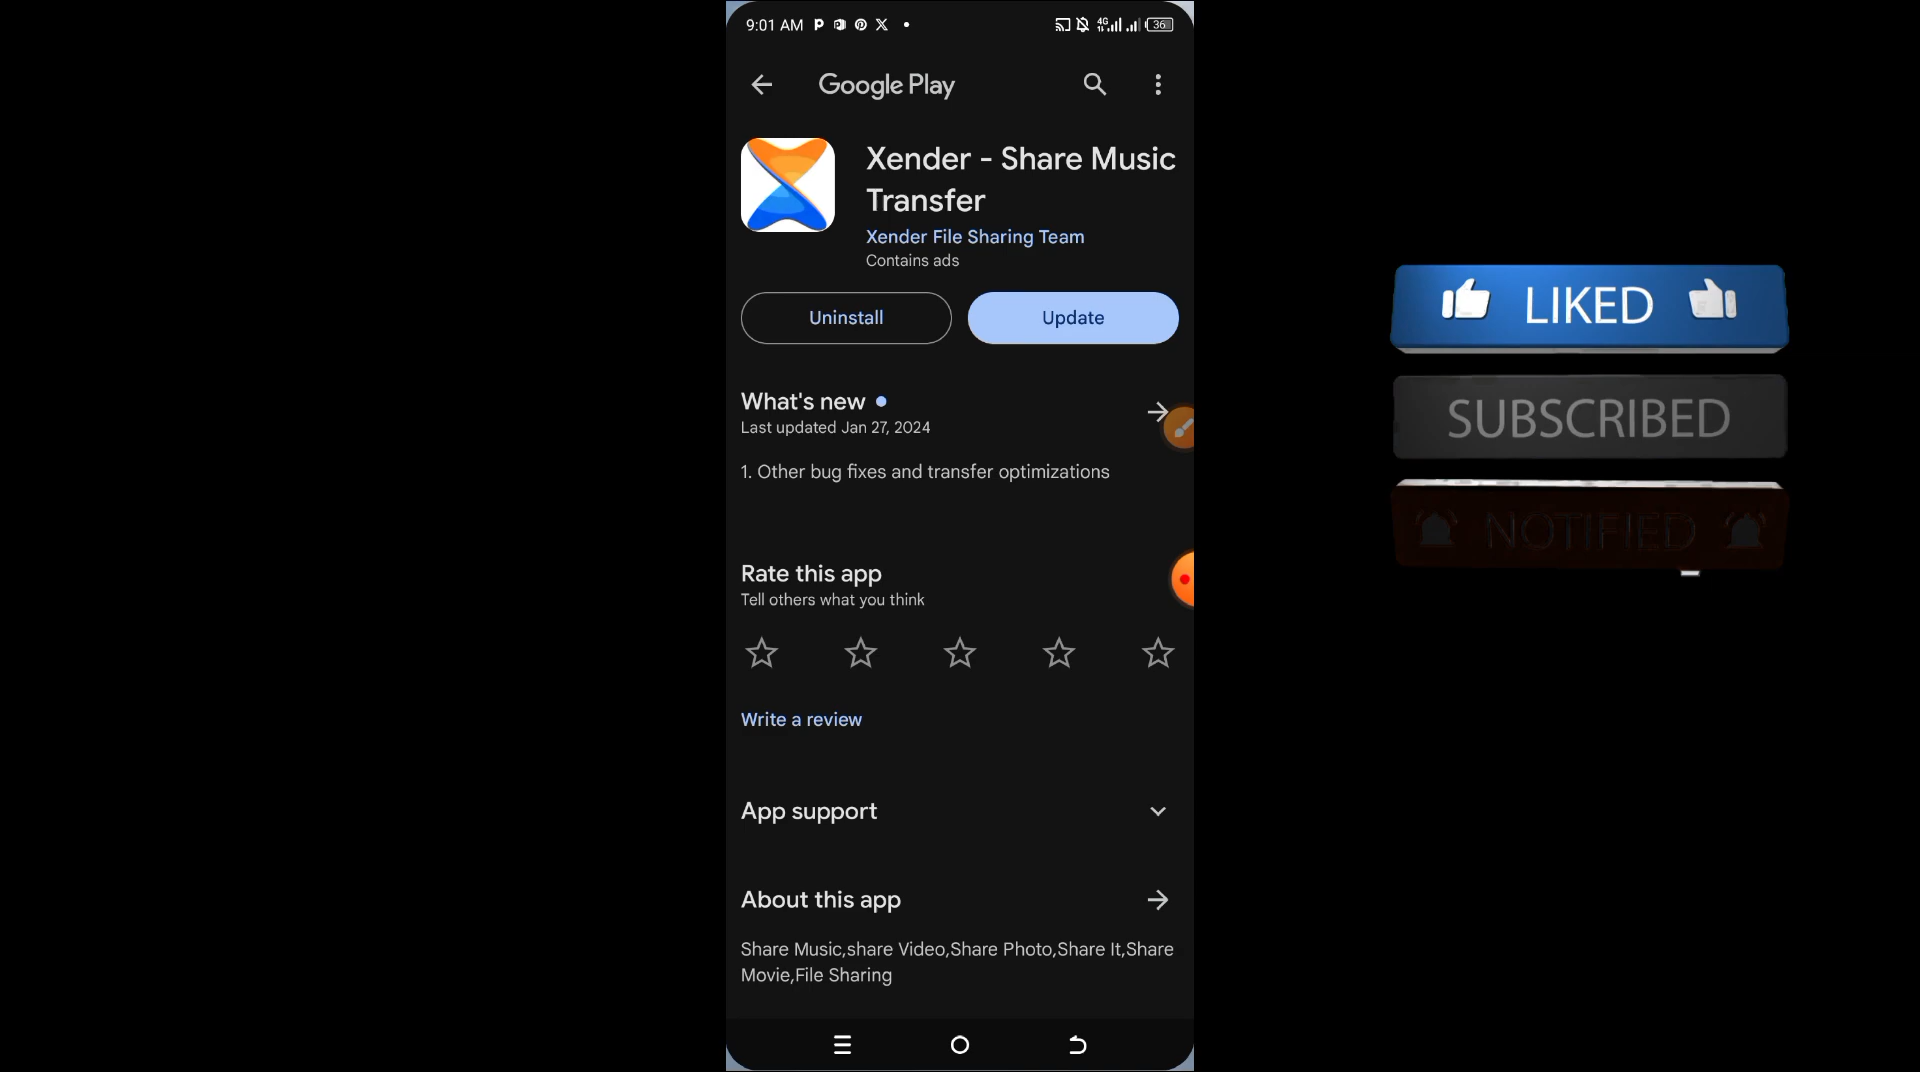 9:01 AM
4G
36
Google Play
Xender - Share Music
Transfer
Xender File Sharing Team
Contains ads
Uninstall
Update
What's new
Last updated Jan 27, 2024
1. Other bug fixes and transfer optimizations
Rate this app
Tell others what you think
Write a review
App support
About this app
Share Music,share Video,Share Photo,Share It,Share
Movie,File Sharing
LIKED
SUBSCRIBED
NOTIFIED